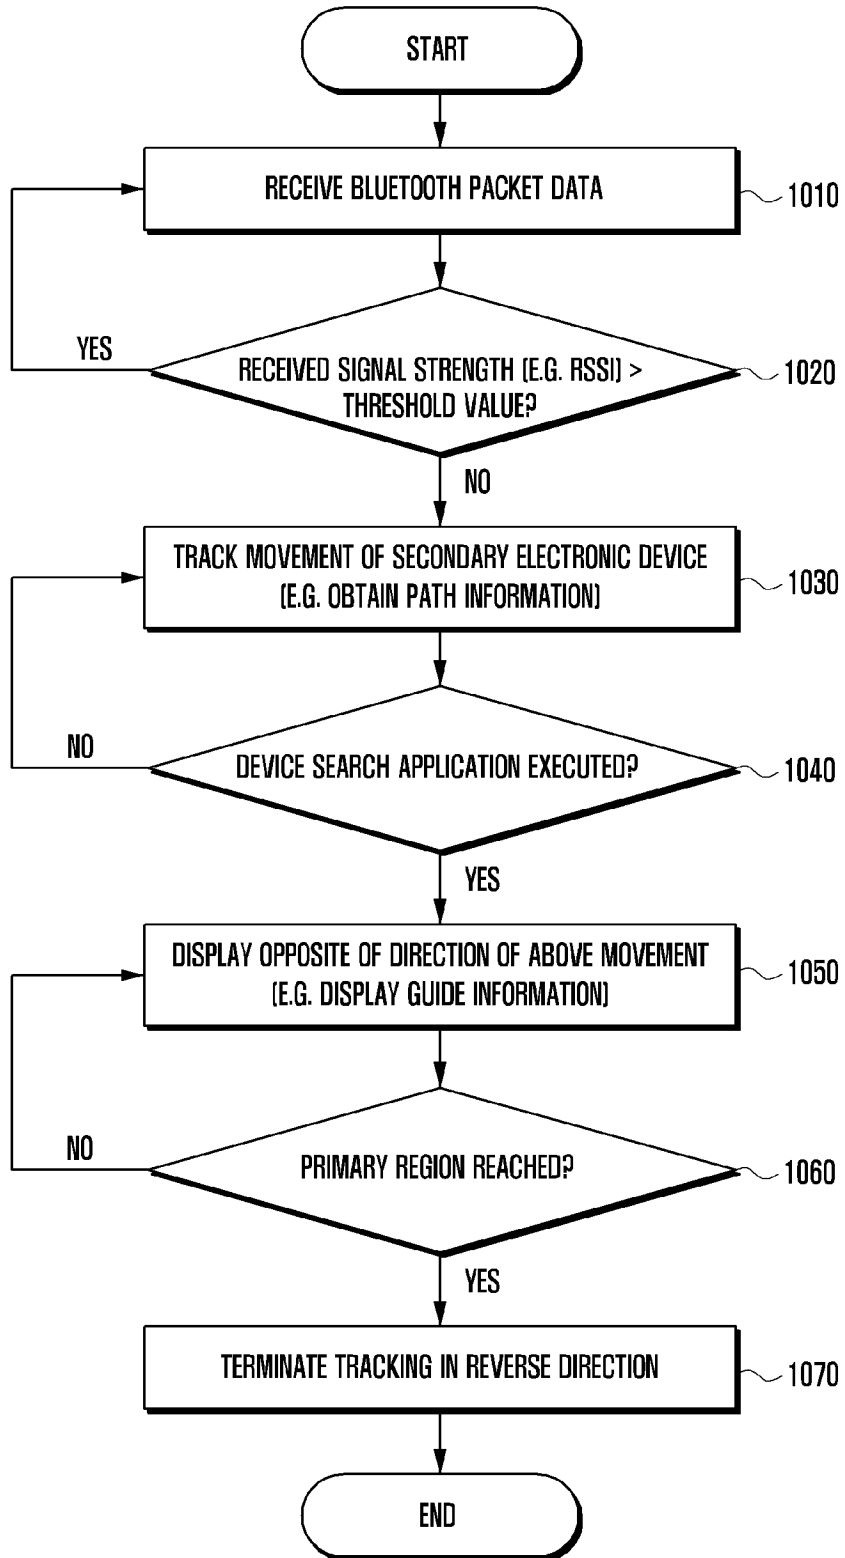 START
RECEIVE BLUETOOTH PACKET DATA
1010
YES
RECEIVED SIGNAL STRENGTH (E.G. RSSI) >
THRESHOLD VALUE?
1020
NO
TRACK MOVEMENT OF SECONDARY ELECTRONIC DEVICE
(E.G. OBTAIN PATH INFORMATION)
1030
NO
DEVICE SEARCH APPLICATION EXECUTED?
1040
YES
DISPLAY OPPOSITE OF DIRECTION OF ABOVE MOVEMENT
(E.G. DISPLAY GUIDE INFORMATION)
1050
NO
PRIMARY REGION REACHED?
1060
YES
TERMINATE TRACKING IN REVERSE DIRECTION
1070
END